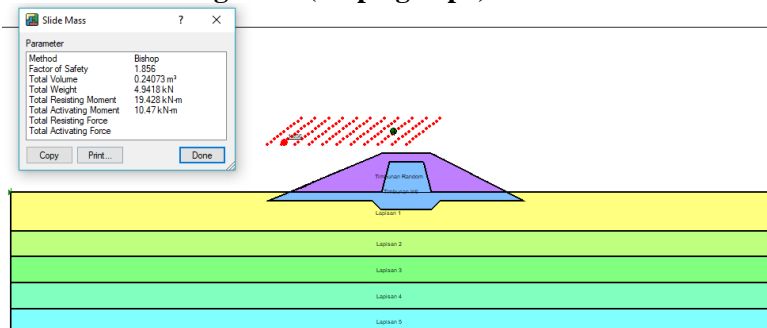 Slide Mass
Parameter
Method Bishop
Factor of Safety 1.856
Total Volume 0.24073 m³
Total Weight 4.9418 kN
Total Resisting Moment 19.428 kN-m
Total Activating Moment 10.47 kN-m
Total Resisting Force
Total Activating Force
Copy Print... Done
Timbunan Random
Lapisan 1
Lapisan 2
Lapisan 3
Lapisan 4
Lapisan 5